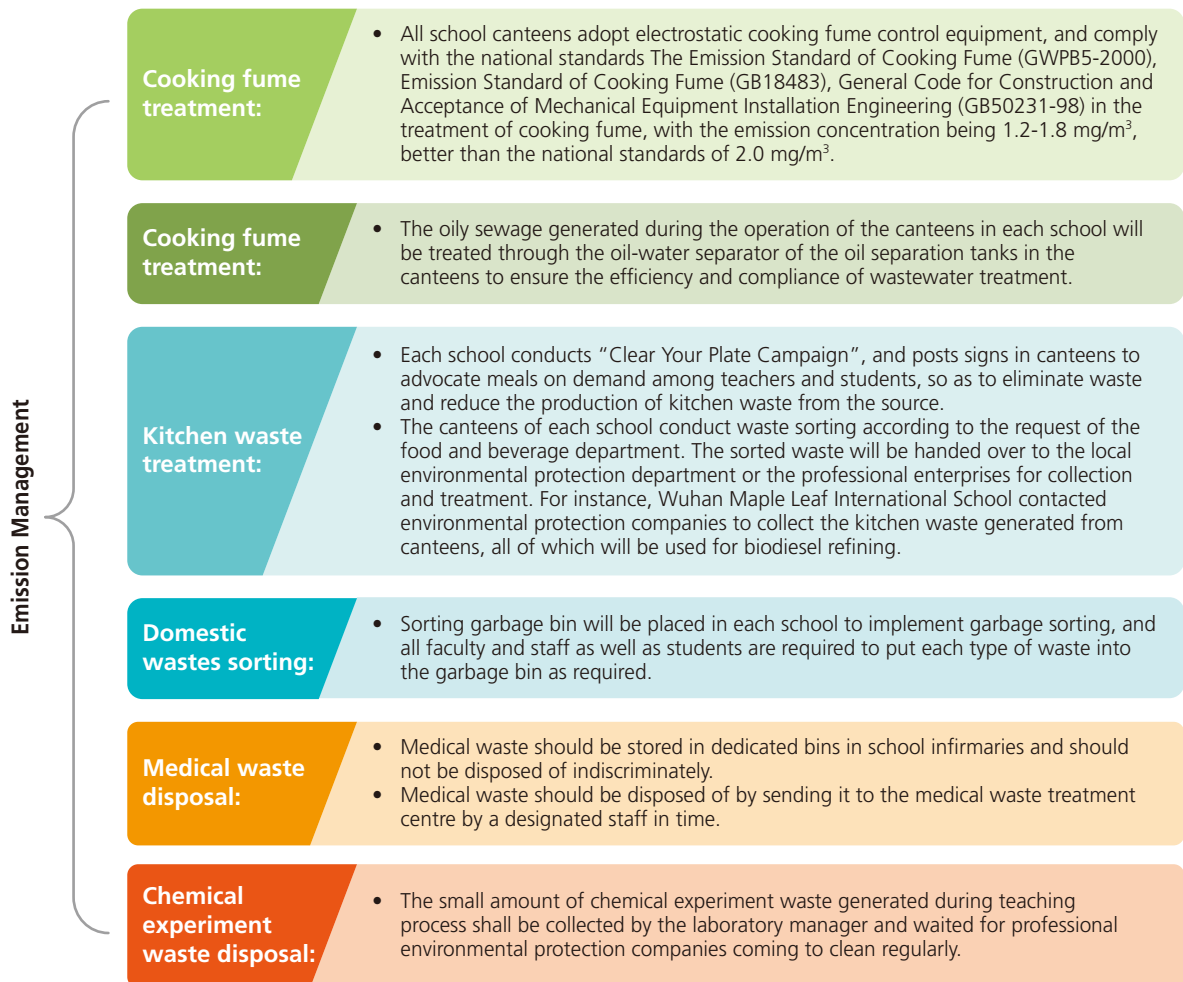 Emission Management
Cooking fume
treatment:
• All school canteens adopt electrostatic cooking fume control equipment, and comply
with the national standards The Emission Standard of Cooking Fume (GWPB5-2000),
Emission Standard of Cooking Fume (GB18483), General Code for Construction and
Acceptance of Mechanical Equipment Installation Engineering (GB50231-98) in the
treatment of cooking fume, with the emission concentration being 1.2-1.8 mg/m³,
better than the national standards of 2.0 mg/m³.
Cooking fume
treatment:
• The oily sewage generated during the operation of the canteens in each school will
be treated through the oil-water separator of the oil separation tanks in the
canteens to ensure the efficiency and compliance of wastewater treatment.
Kitchen waste
treatment:
• Each school conducts “Clear Your Plate Campaign”, and posts signs in canteens to
advocate meals on demand among teachers and students, so as to eliminate waste
and reduce the production of kitchen waste from the source.
• The canteens of each school conduct waste sorting according to the request of the
food and beverage department. The sorted waste will be handed over to the local
environmental protection department or the professional enterprises for collection
and treatment. For instance, Wuhan Maple Leaf International School contacted
environmental protection companies to collect the kitchen waste generated from
canteens, all of which will be used for biodiesel refining.
Domestic
wastes sorting:
• Sorting garbage bin will be placed in each school to implement garbage sorting, and
all faculty and staff as well as students are required to put each type of waste into
the garbage bin as required.
Medical waste
disposal:
• Medical waste should be stored in dedicated bins in school infirmaries and should
not be disposed of indiscriminately.
• Medical waste should be disposed of by sending it to the medical waste treatment
centre by a designated staff in time.
Chemical
experiment
waste disposal:
• The small amount of chemical experiment waste generated during teaching
process shall be collected by the laboratory manager and waited for professional
environmental protection companies coming to clean regularly.